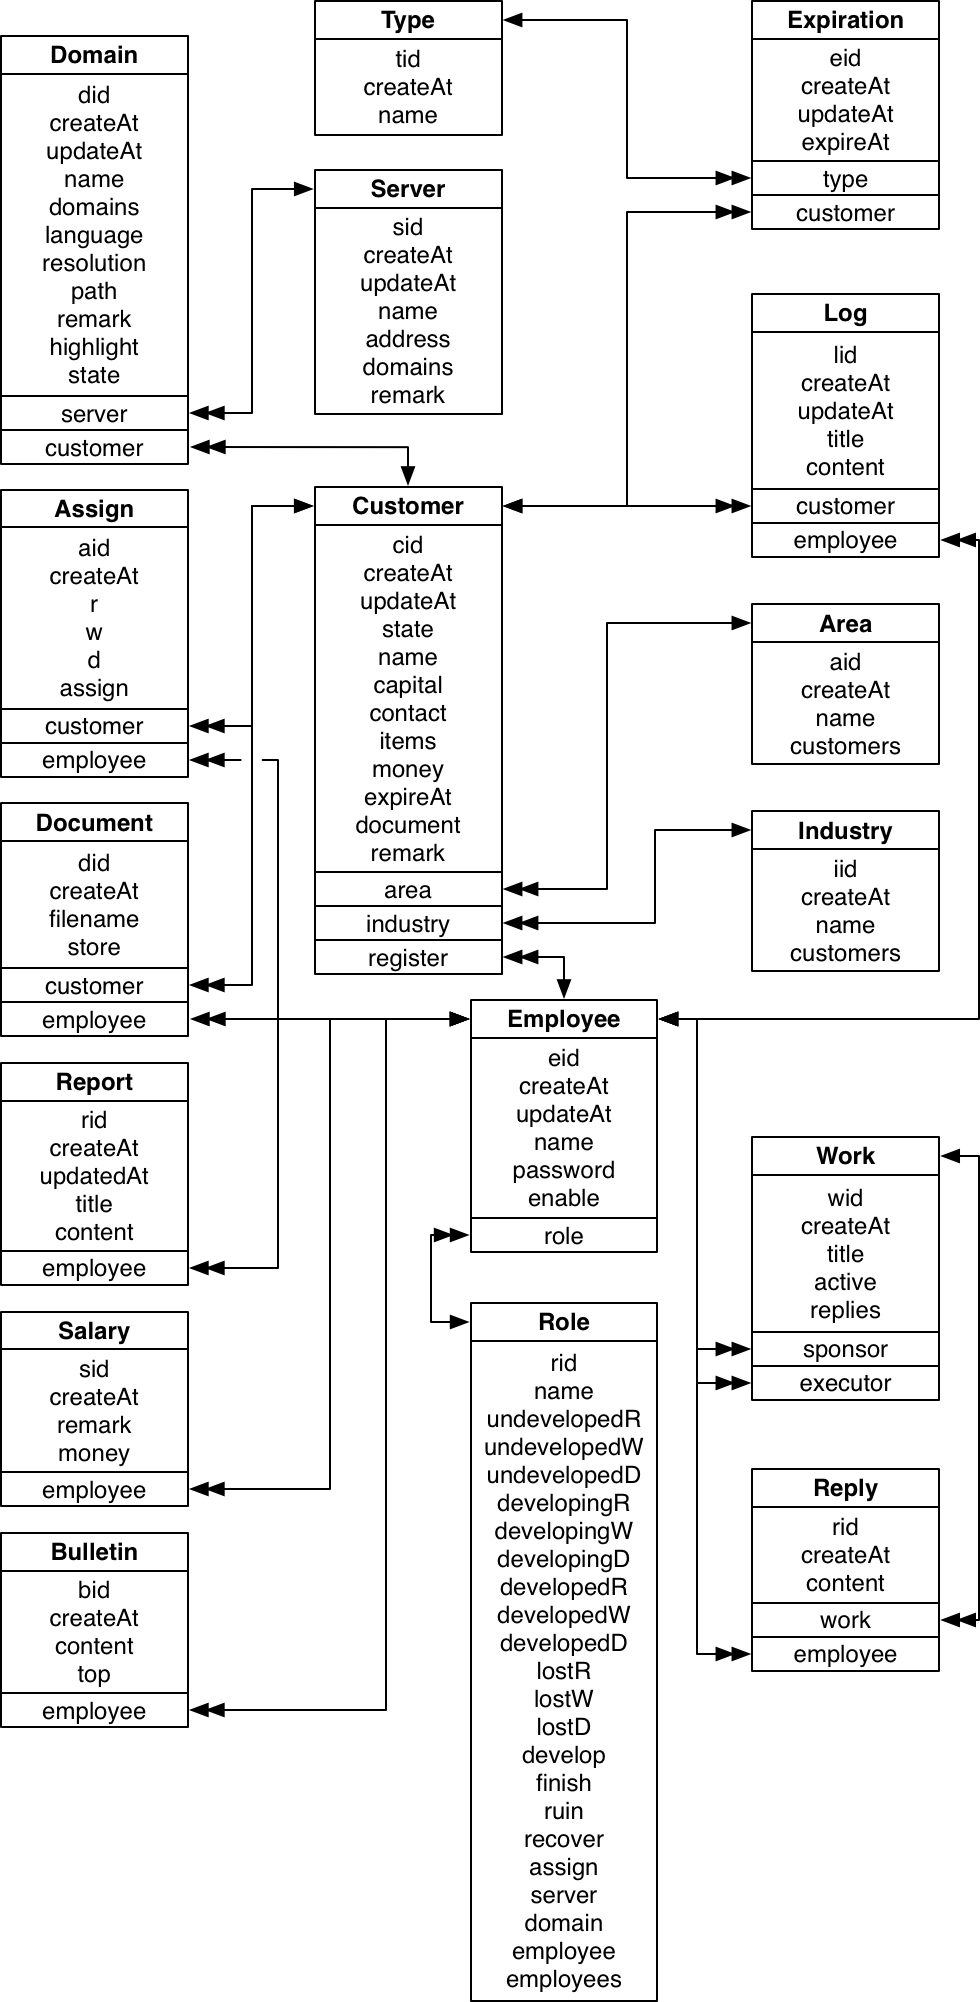 Domain
did
createAt
updateAt
name
domains
language
resolution
path
remark
highlight
state
server
customer
Assign
aid
createAt
r
w
d
assign
customer
employee
Document
did
createAt
filename
store
customer
employee
Report
rid
createAt
updatedAt
title
content
employee
Salary
sid
createAt
remark
money
employee
Bulletin
bid
createAt
content
top
employee
Type
tid
createAt
name
Server
sid
createAt
updateAt
name
address
domains
remark
Customer
cid
createAt
updateAt
state
name
capital
contact
items
money
expireAt
document
remark
area
industry
register
Employee
eid
createAt
updateAt
name
password
enable
role
Role
rid
name
undevelopedR
undevelopedW
undevelopedD
developingR
developingW
developingD
developedR
developedW
developedD
lostR
lostW
lostD
develop
finish
ruin
recover
assign
server
domain
employee
employees
Expiration
eid
createAt
updateAt
expireAt
type
customer
Log
lid
createAt
updateAt
title
content
customer
employee
Area
aid
createAt
name
customers
Industry
iid
createAt
name
customers
Work
wid
createAt
title
active
replies
sponsor
executor
Reply
rid
createAt
content
work
employee